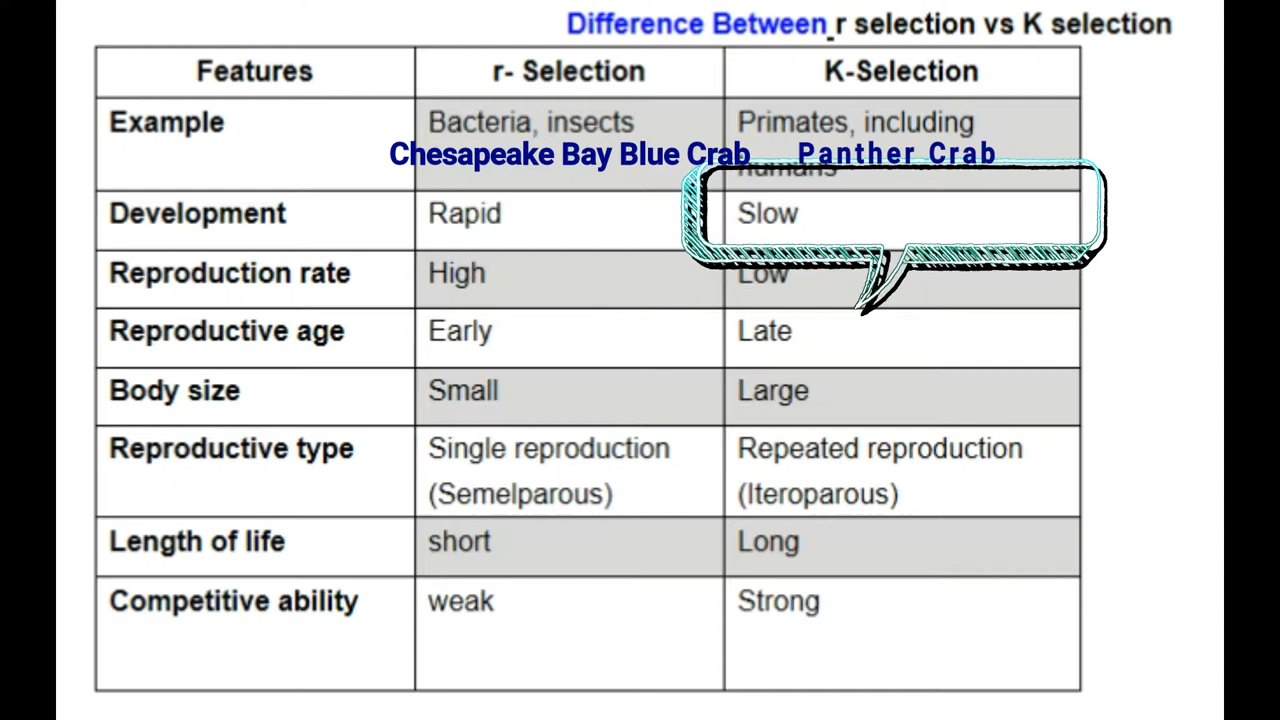 Difference Between r selection vs K selection
Features r- Selection K-Selection
Example Bacteria, insects Primates, including
Chesapeake Bay Blue Crab Panther Crab
humans
Development Rapid Slow
Reproduction rate High Low
Reproductive age Early Late
Body size Small Large
Reproductive type Single reproduction Repeated reproduction
(Semelparous) (Iteroparous)
Length of life short Long
Competitive ability weak Strong